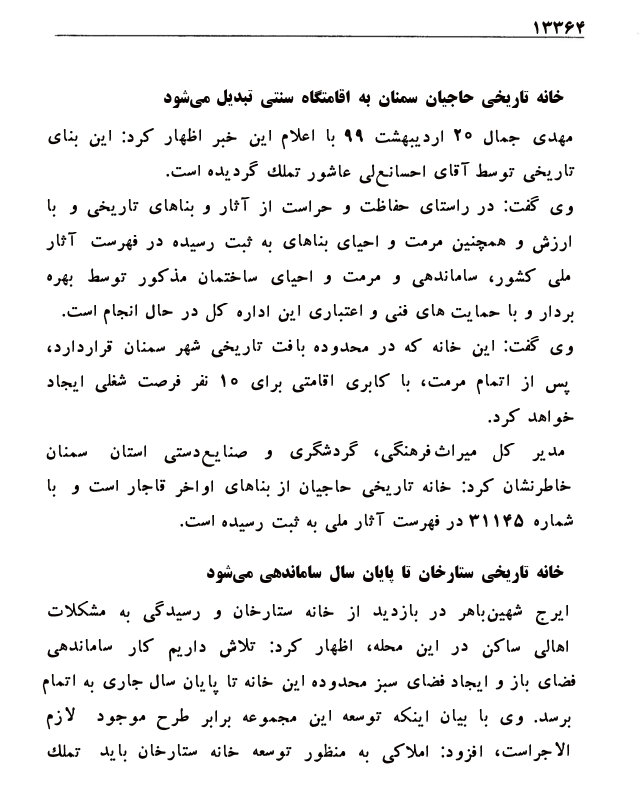 ۱۳۳۶۴
خانه تاریخی حاجیان سمنان به اقامتگاه سنتی تبدیل می‌شود
مهدی جمال ۲۰ اردیبهشت ۹۹ با اعلام این خبر اظهار کرد: این بنای
تاریخی توسط آقای احسانع‌لی عاشور تملك گردیده است.
وی گفت: در راستای حفاظت و حراست از آثار و بناهای تاریخی و با
ارزش و همچنین مرمت و احیای بناهای به ثبت رسیده در فهرست آثار
ملی کشور، ساماندهی و مرمت و احیای ساختمان مذکور توسط بهره
بردار و با حمایت های فنی و اعتباری این اداره کل در حال انجام است.
وی گفت: این خانه که در محدوده بافت تاریخی شهر سمنان قراردارد،
پس از اتمام مرمت، با کابری اقامتی برای ۱۰ نفر فرصت شغلی ایجاد
خواهد کرد.
مدیر کل میراث‌فرهنگی، گردشگری و صنایع‌دستی استان سمنان
خاطرنشان کرد: خانه تاریخی حاجیان از بناهای اواخر قاجار است و با
شماره ۳۱۱۴۵ در فهرست آثار ملی به ثبت رسیده است.
خانه تاریخی ستارخان تا پایان سال ساماندهی می‌شود
ایرج شهین‌باهر در بازدید از خانه ستارخان و رسیدگی به مشکلات
اهالی ساکن در این محله، اظهار کرد: تلاش داریم کار ساماندهی
فضای باز و ایجاد فضای سبز محدوده این خانه تا پایان سال جاری به اتمام
برسد. وی با بیان اینکه توسعه این مجموعه برابر طرح موجود لازم
الاجراست، افزود: املاکی به منظور توسعه خانه ستارخان باید تملك